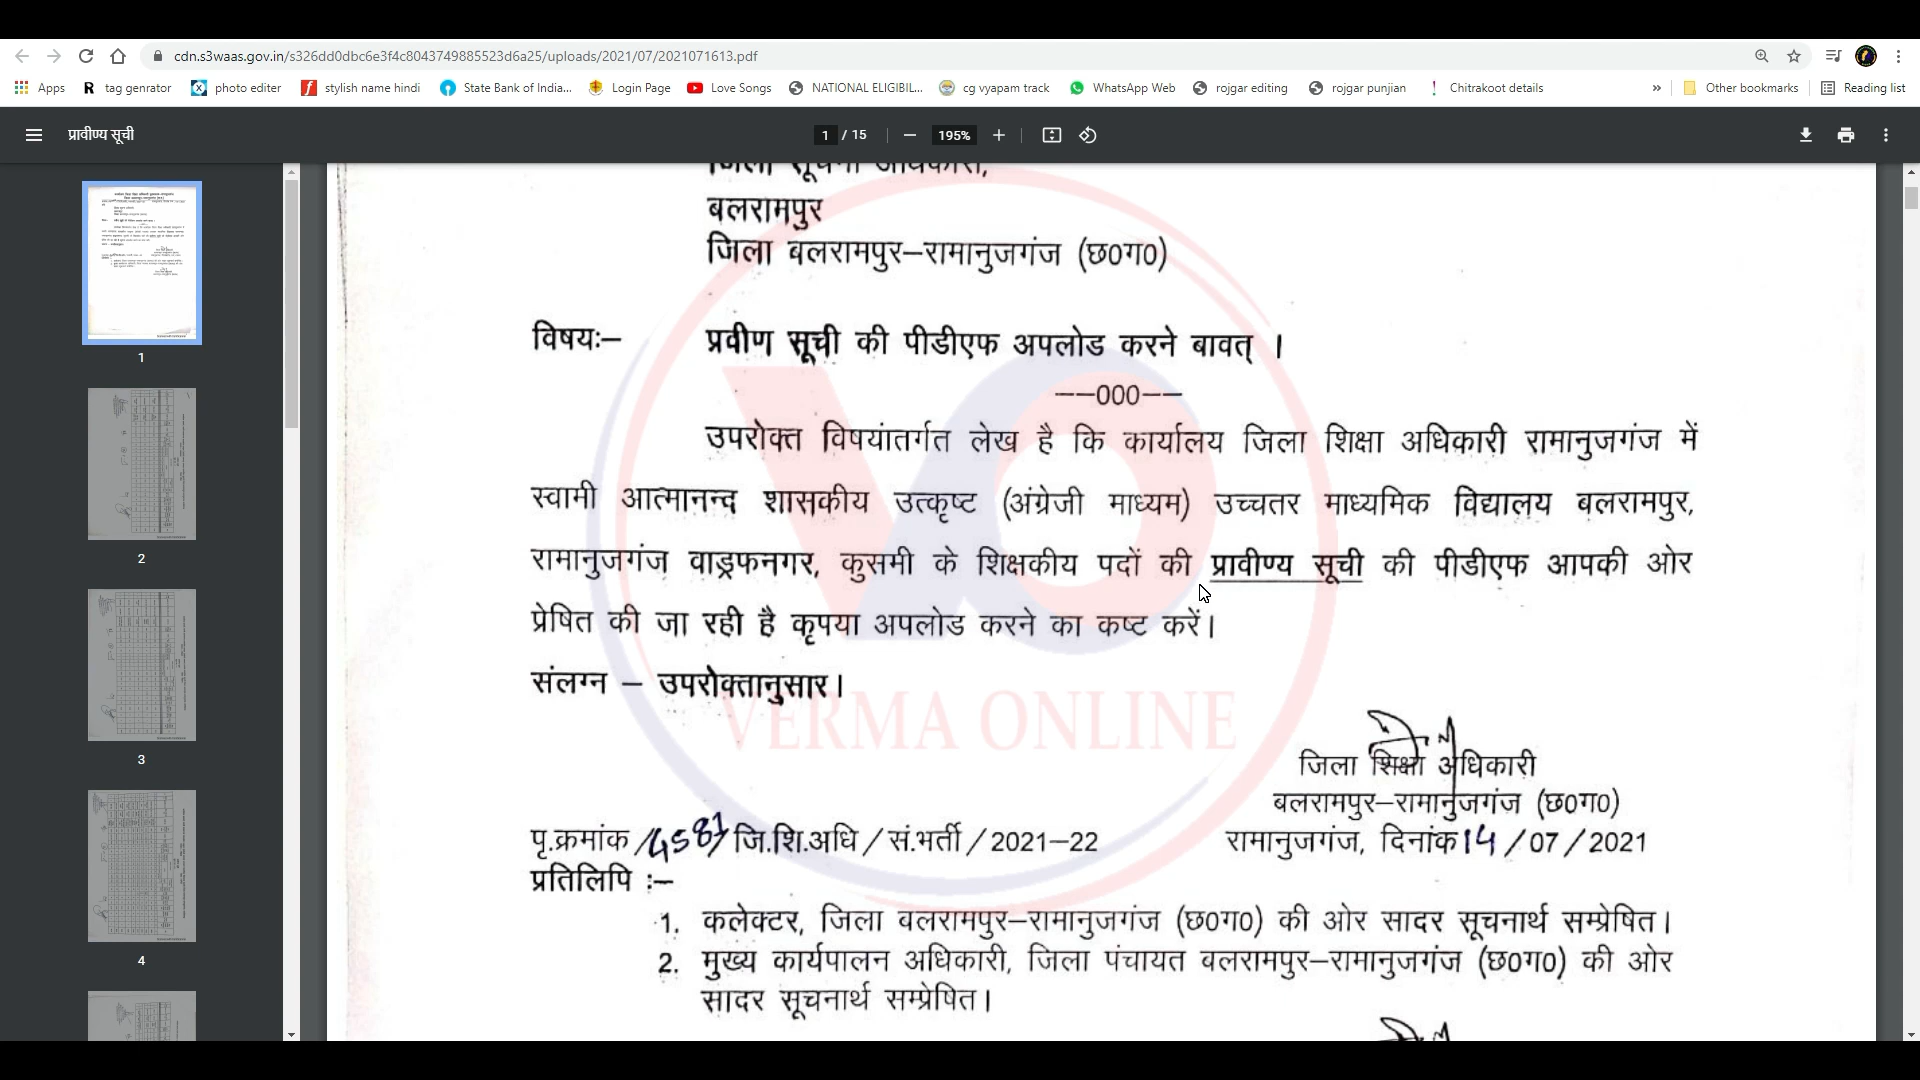 cdn.s3waas.gov.in/s326dd0dbc6e3f4c8043749885523d6a25/uploads/2021/07/2021071613.pdf
Apps R tag genrator photo editer stylish name hindi State Bank of India... Login Page Love Songs NATIONAL ELIGIBIL... cg vyapam track WhatsApp Web rojgar editing rojgar punjian Chitrakoot details » Other bookmarks Reading list
प्रावीण्य सूची 1 / 15 195%
1
2
3
4
बलरामपुर
जिला बलरामपुर–रामानुजगंज (छ0ग0)
विषयः– प्रवीण सूची की पीडीएफ अपलोड करने बावत् ।
––000––
उपरोक्त विषयांतर्गत लेख है कि कार्यालय जिला शिक्षा अधिकारी रामानुजगंज में
स्वामी आत्मानन्द शासकीय उत्कृष्ट (अंग्रेजी माध्यम) उच्चतर माध्यमिक विद्यालय बलरामपुर,
रामानुजगंज वाड्रफनगर, कुसमी के शिक्षकीय पदों की प्रावीण्य सूची की पीडीएफ आपकी ओर
प्रेषित की जा रही है कृपया अपलोड करने का कष्ट करें।
संलग्न – उपरोक्तानुसार।
VERMA ONLINE
जिला शिक्षा अधिकारी
बलरामपुर–रामानुजगंज (छ0ग0)
पृ.क्रमांक /4587/ जि.शि.अधि / सं.भर्ती / 2021–22 रामानुजगंज, दिनांक 14 / 07 / 2021
प्रतिलिपि :–
1. कलेक्टर, जिला बलरामपुर–रामानुजगंज (छ0ग0) की ओर सादर सूचनार्थ सम्प्रेषित।
2. मुख्य कार्यपालन अधिकारी, जिला पंचायत बलरामपुर–रामानुजगंज (छ0ग0) की ओर
सादर सूचनार्थ सम्प्रेषित।